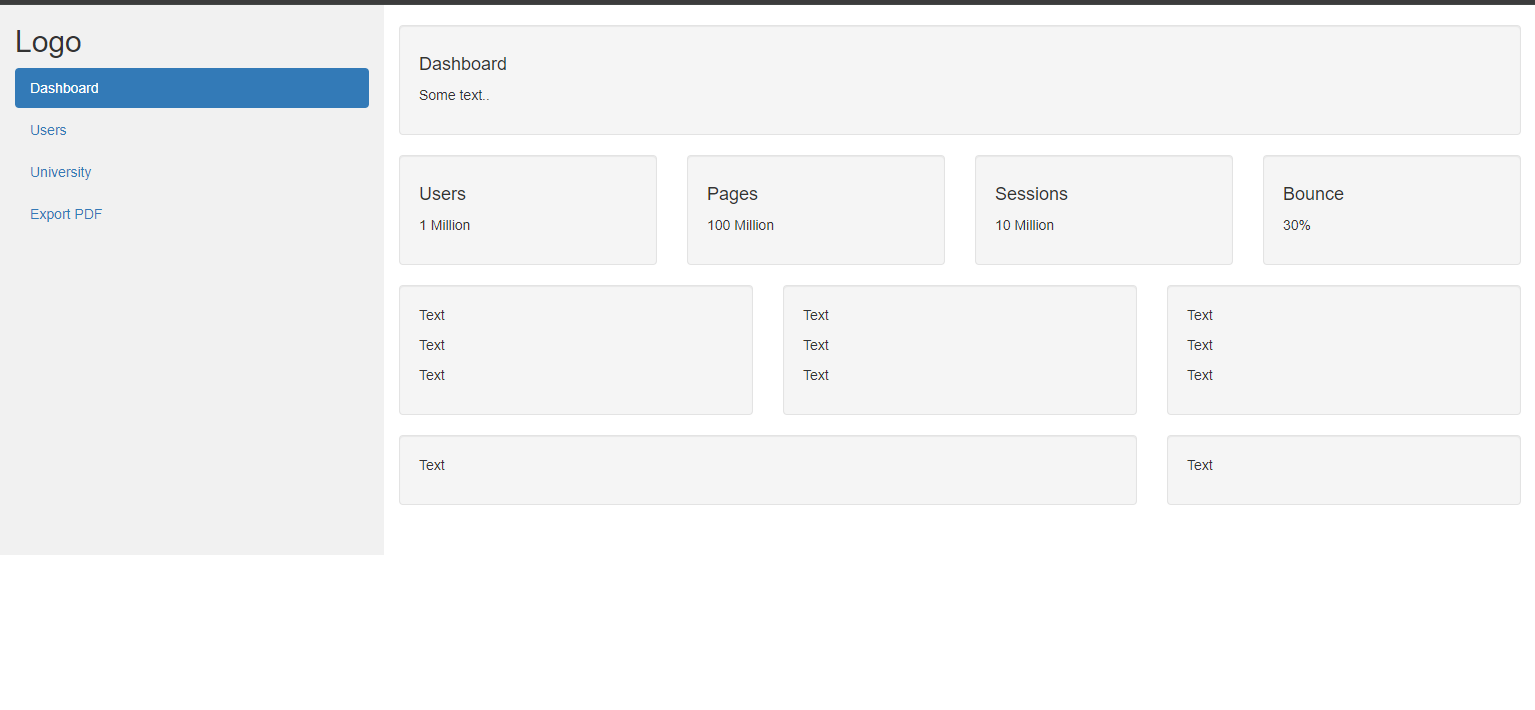 Logo
Dashboard
Users
University
Export PDF
Dashboard
Some text..
Users
1 Million
Pages
100 Million
Sessions
10 Million
Bounce
30%
Text
Text
Text
Text
Text
Text
Text
Text
Text
Text
Text